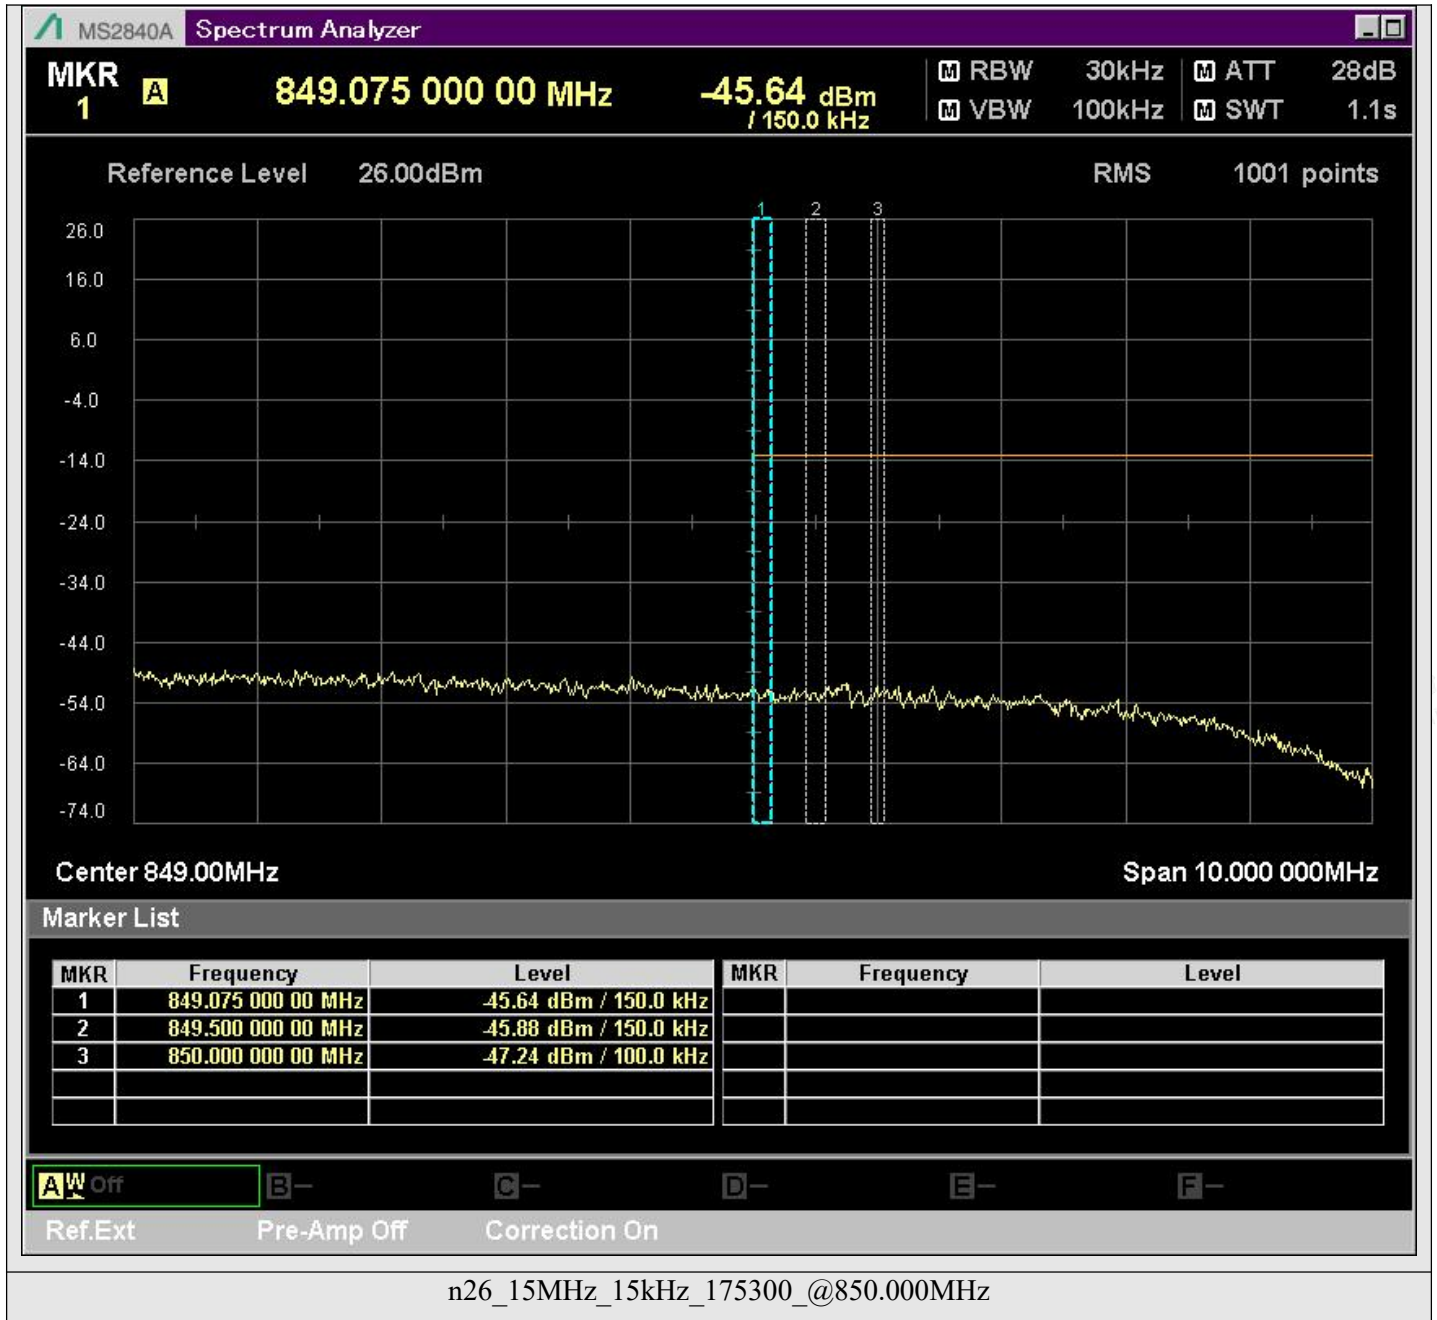 MS2840A Spectrum Analyzer
MKR 1 A 849.075 000 00 MHz -45.64 dBm / 150.0 kHz
M RBW 30kHz M ATT 28dB
M VBW 100kHz M SWT 1.1s
Reference Level 26.00dBm RMS 1001 points
1 2 3
26.0
16.0
6.0
-4.0
-14.0
-24.0
-34.0
-44.0
-54.0
-64.0
-74.0
Center 849.00MHz Span 10.000 000MHz
Marker List
MKR Frequency Level MKR Frequency Level
1 849.075 000 00 MHz -45.64 dBm / 150.0 kHz
2 849.500 000 00 MHz -45.88 dBm / 150.0 kHz
3 850.000 000 00 MHz -47.24 dBm / 100.0 kHz
A W Off B - C - D - E - F -
Ref.Ext Pre-Amp Off Correction On
n26_15MHz_15kHz_175300_@850.000MHz